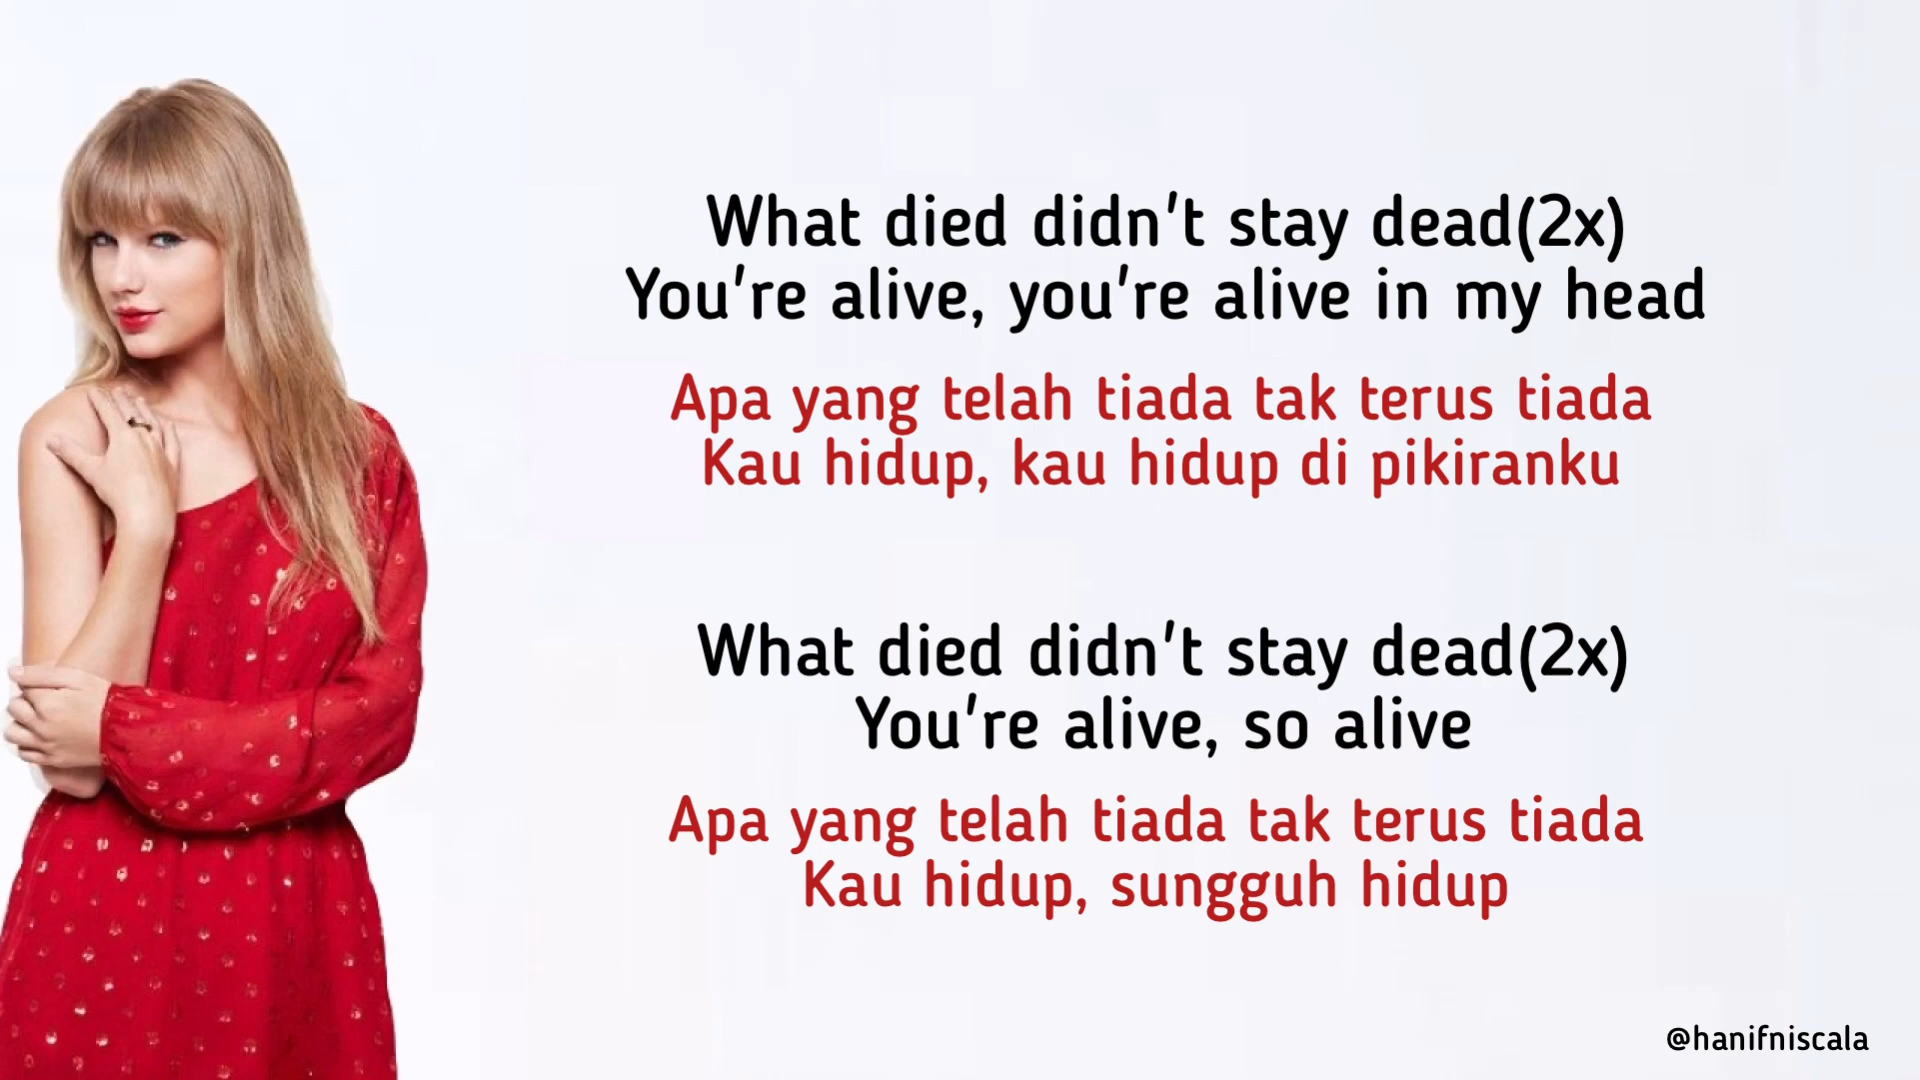 What died didn't stay dead(2x)
You're alive, you're alive in my head
Apa yang telah tiada tak terus tiada
Kau hidup, kau hidup di pikiranku
What died didn't stay dead(2x)
You're alive, so alive
Apa yang telah tiada tak terus tiada
Kau hidup, sungguh hidup
@hanifniscala